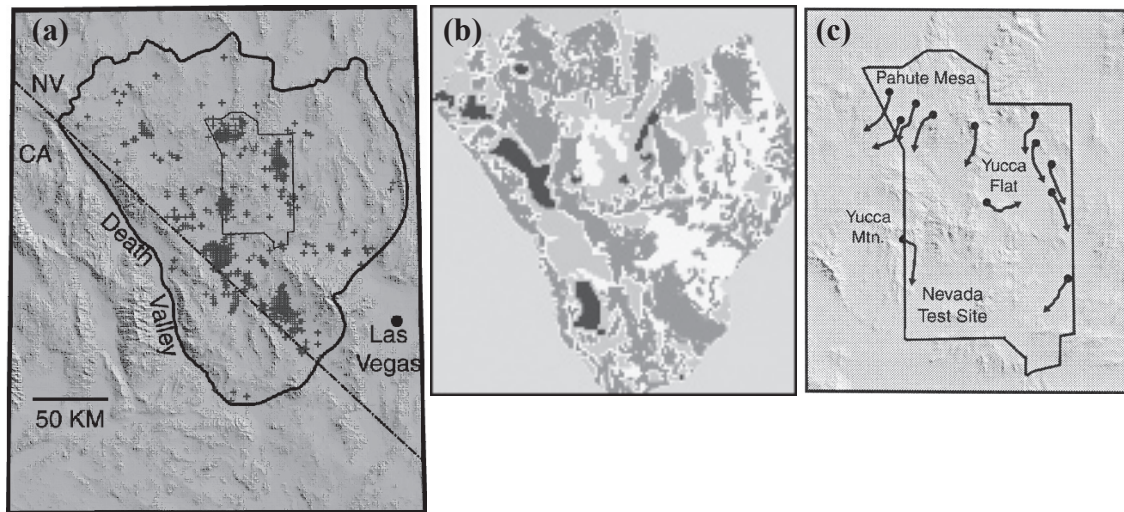 (a)
NV
CA
Death
Valley
Las
Vegas
50 KM
(b)
(c)
Pahute Mesa
Yucca
Flat
Yucca
Mtn.
Nevada
Test Site